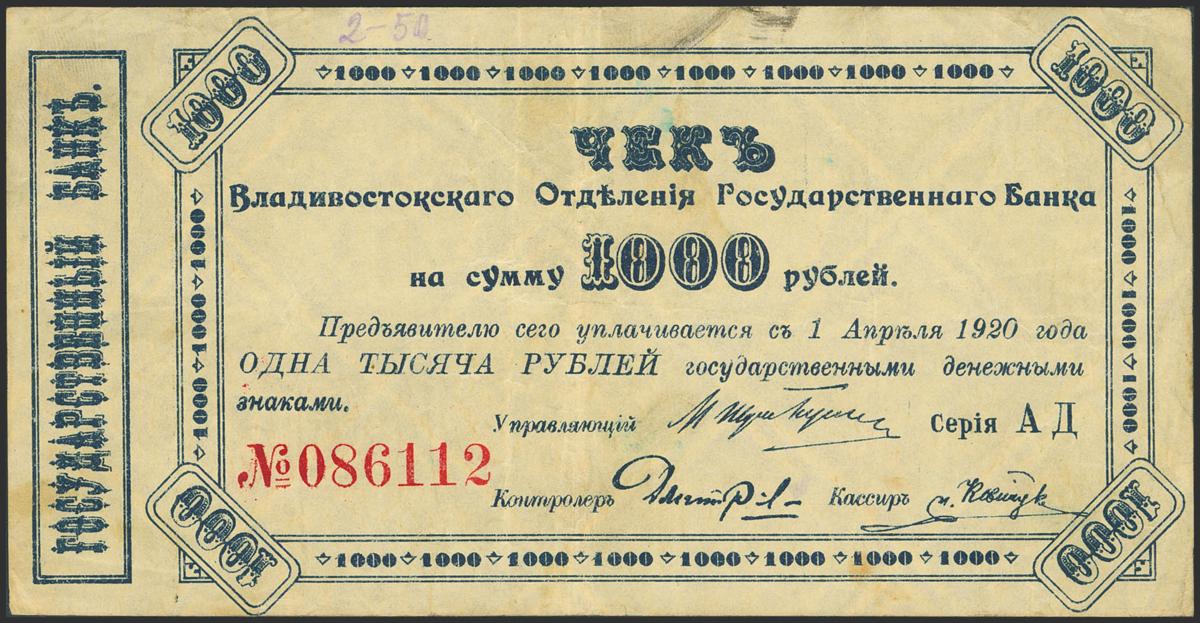 2-50
1000 1000 1000 1000 1000 1000 1000 1000
1000
1000
ГОСУДАРСТВЕННЫЙ БАНКЪ.
ЧЕКЪ
Владивостокскаго Отдѣленія Государственнаго Банка
на сумму 1000 рублей.
Предъявителю сего уплачивается съ 1 Апрѣля 1920 года
ОДНА ТЫСЯЧА РУБЛЕЙ государственными денежными
знаками.
Управляющій
Серія АД
№086112
Контролеръ
Кассиръ
1000 1000 1000
1000 1000 1000
1000
1000
1000 1000 1000 1000 1000 1000 1000 1000